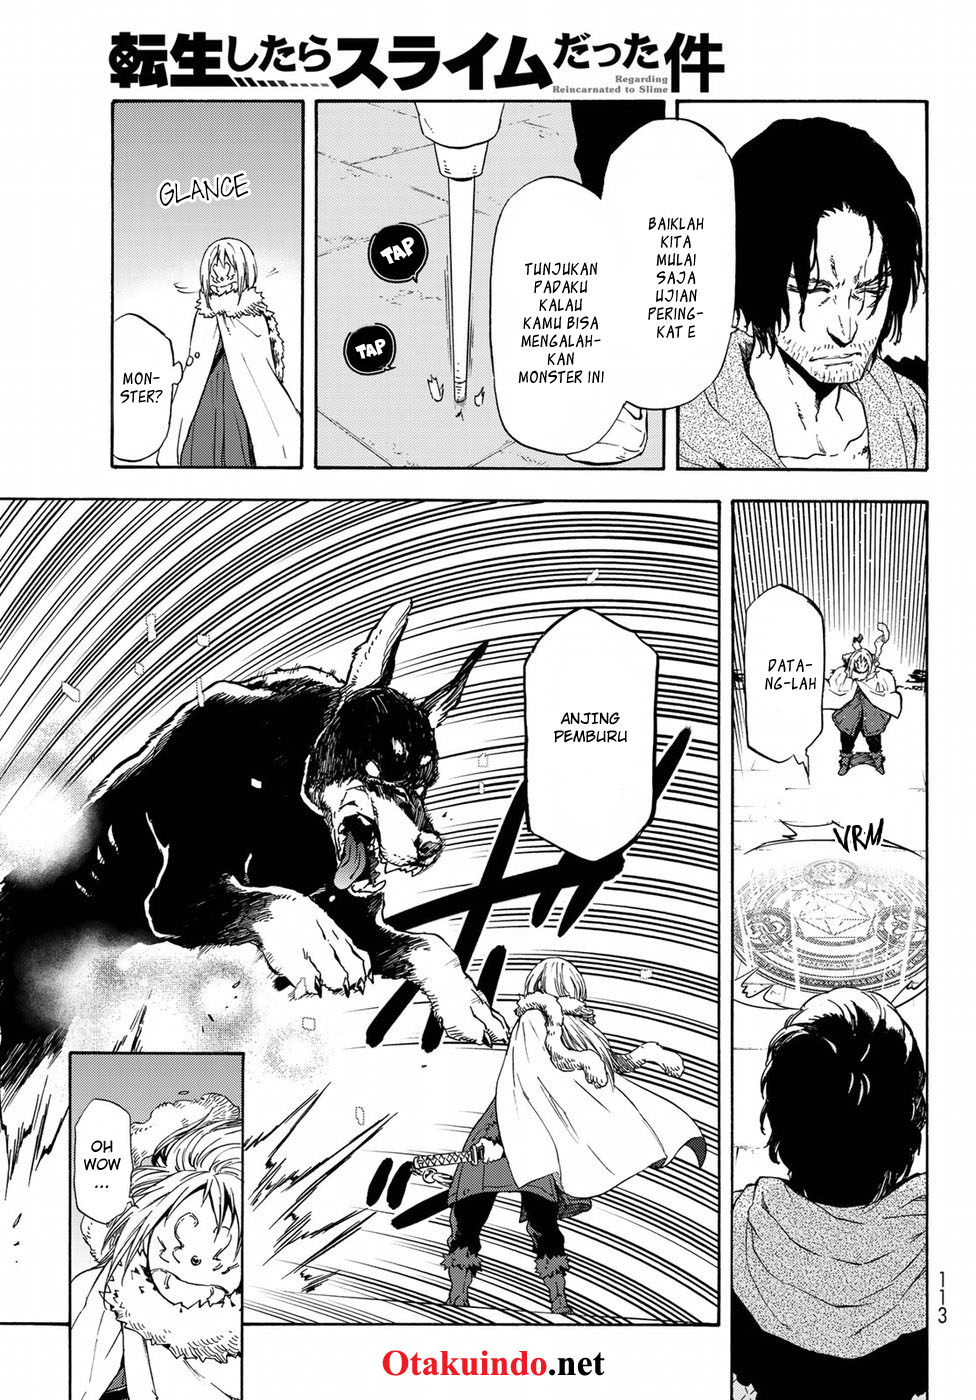 転生したらスライムだった件
Regarding
Reincarnated to Slime
BAIKLAH
KITA
MULAI
SAJA
UJIAN
PERING-
KAT E
TUNJUKAN
PADAKU
KALAU
KAMU BISA
MENGALAH-
KAN
MONSTER INI
TAP
TAP
GLANCE
MON-
STER?
DATA-
NG-LAH
VRM
ANJING
PEMBURU
OH
WOW
...
113
Otakuindo.net